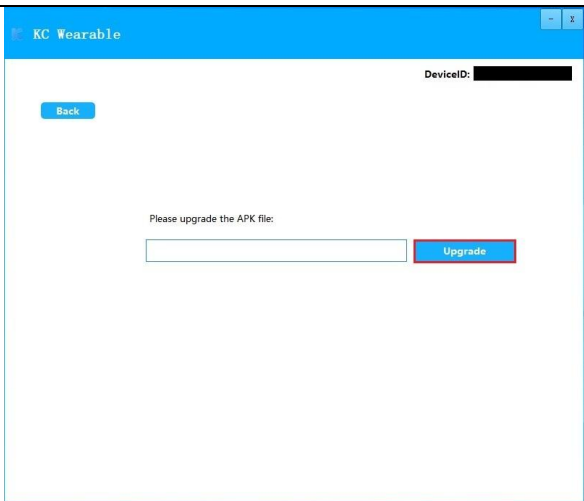 KC Wearable
- X
DeviceID:
Back
Please upgrade the APK file:
Upgrade